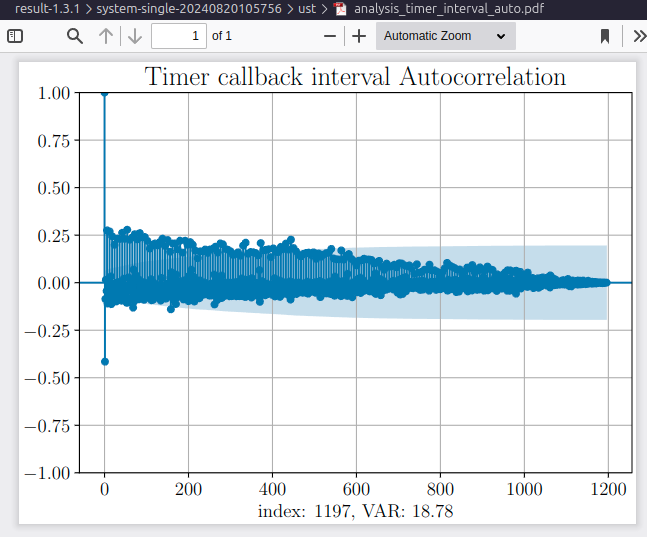 result-1.3.1 > system-single-20240820105756 > ust > analysis_timer_interval_auto.pdf
1 of 1 Automatic Zoom
Timer callback interval Autocorrelation
1.00
0.75
0.50
0.25
0.00
−0.25
−0.50
−0.75
−1.00
0 200 400 600 800 1000 1200
index: 1197, VAR: 18.78